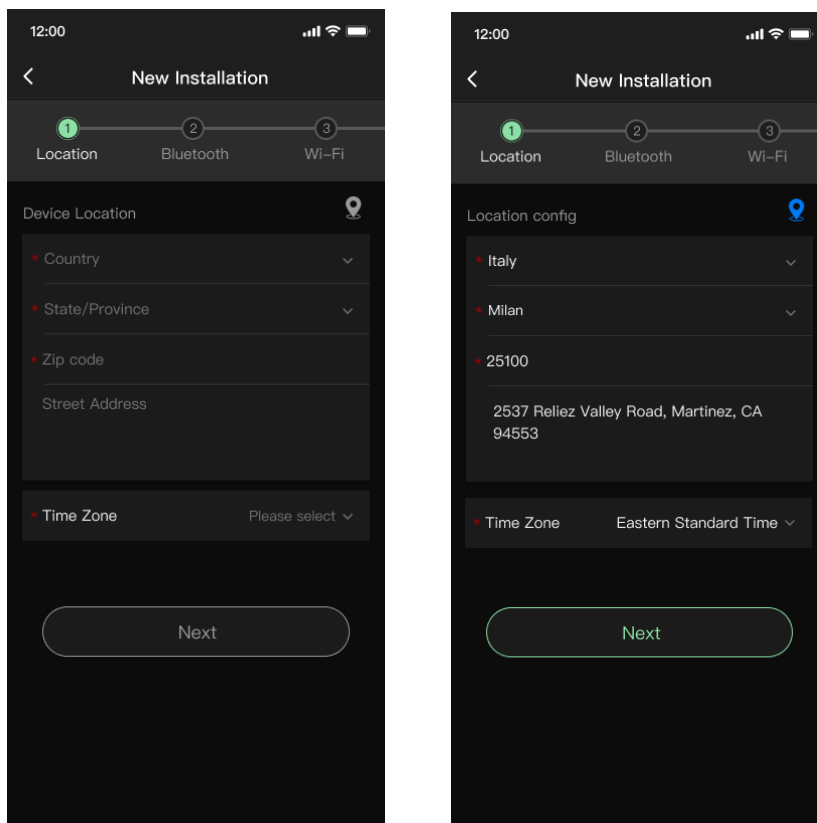 12:00
New Installation
1 2 3
Location Bluetooth Wi-Fi
Device Location
* Country
* State/Province
* Zip code
Street Address
* Time Zone Please select
Next
12:00
New Installation
1 2 3
Location Bluetooth Wi-Fi
Location config
* Italy
* Milan
* 25100
2537 Reliez Valley Road, Martinez, CA
94553
* Time Zone Eastern Standard Time
Next